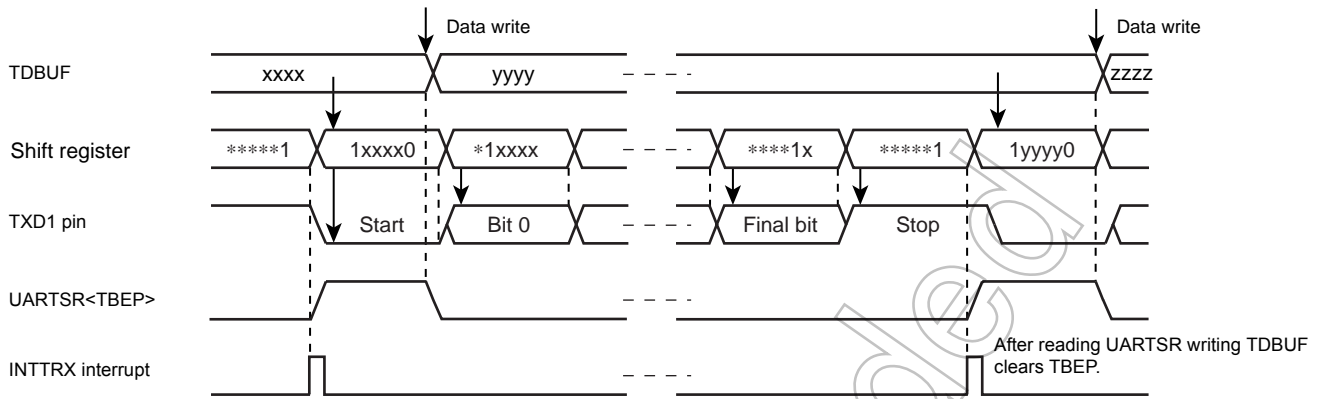 Data write
Data write
TDBUF
xxxx
yyyy
zzzz
Shift register
*****1
1xxxx0
*1xxxx
****1x
*****1
1yyyy0
TXD1 pin
Start
Bit 0
Final bit
Stop
UARTSR<TBEP>
After reading UARTSR writing TDBUF
clears TBEP.
INTTRX interrupt